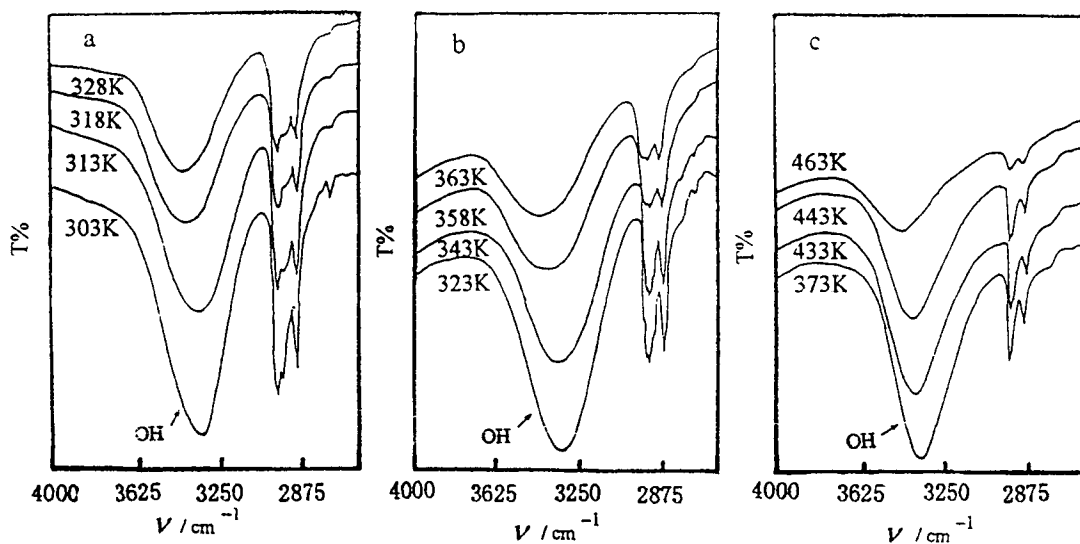 a
328K
318K
313K
303K
OH
T%
4000 3625 3250 2875
ν / cm⁻¹
b
363K
358K
343K
323K
OH
T%
4000 3625 3250 2875
ν / cm⁻¹
c
463K
443K
433K
373K
OH
T%
4000 3625 3250 2875
ν / cm⁻¹